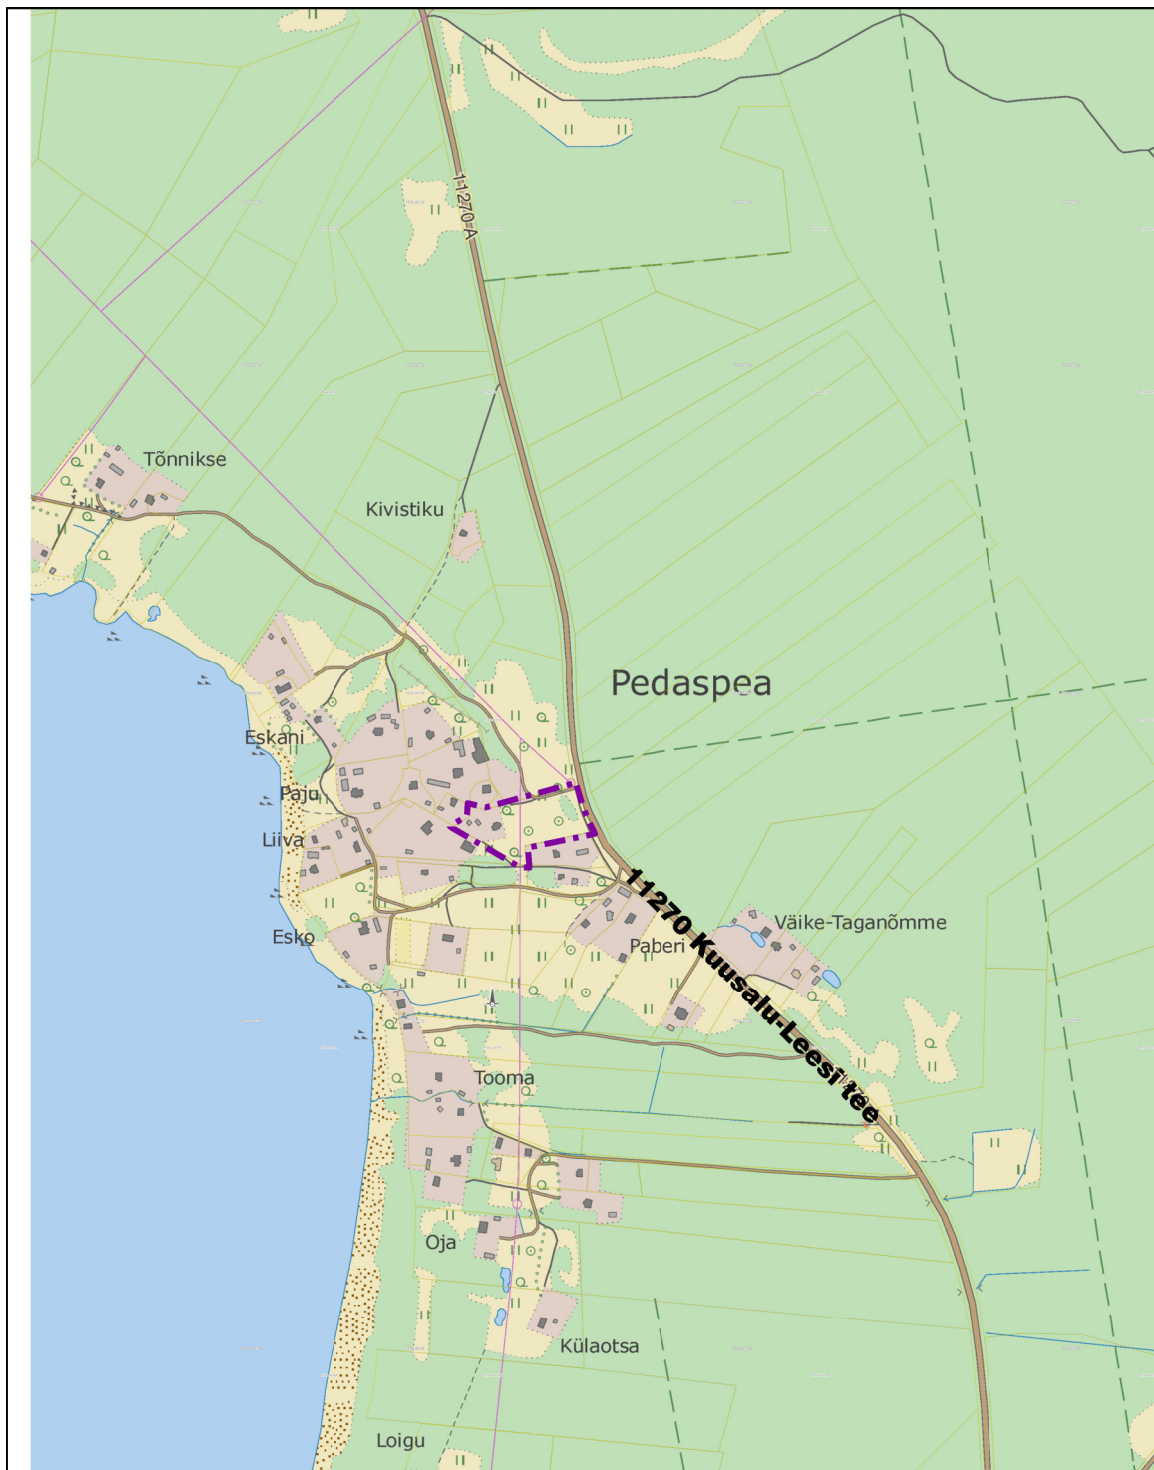 11270 A
Tõnnikse
Kivistiku
Pedaspea
Eskani
Paju
Liiva
11270 Kuusalu-Leesi tee
Väike-Taganõmme
Esko
Paberi
Tooma
Oja
Külaotsa
Loigu